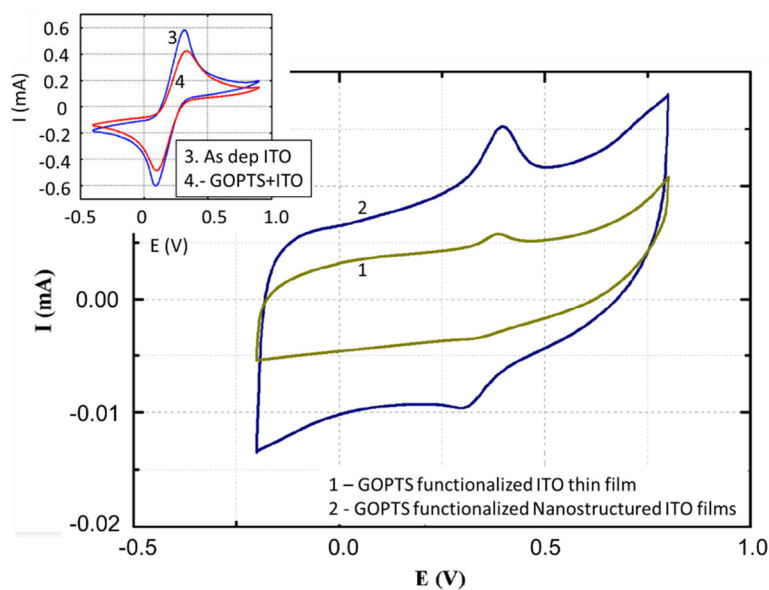 0.6
0.4
0.2
0
-0.2
-0.4
-0.6
I (mA)
3
4
3. As dep ITO
4.- GOPTS+ITO
-0.5
0
0.5
1.0
E (V)
2
1
0.00
-0.01
-0.02
I (mA)
1 – GOPTS functionalized ITO thin film
2 - GOPTS functionalized Nanostructured ITO films
-0.5
0.0
0.5
1.0
E (V)